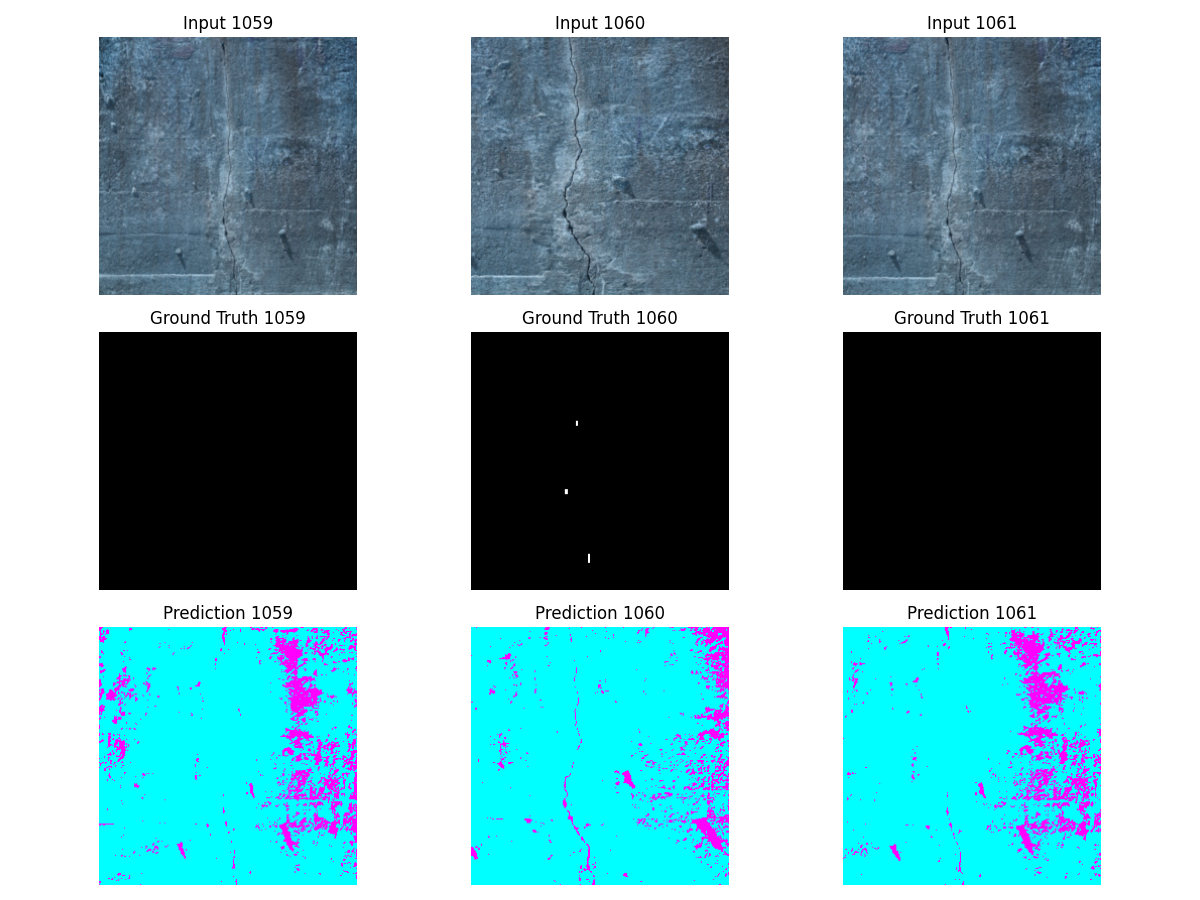 Input 1059
Input 1060
Input 1061
Ground Truth 1059
Ground Truth 1060
Ground Truth 1061
Prediction 1059
Prediction 1060
Prediction 1061